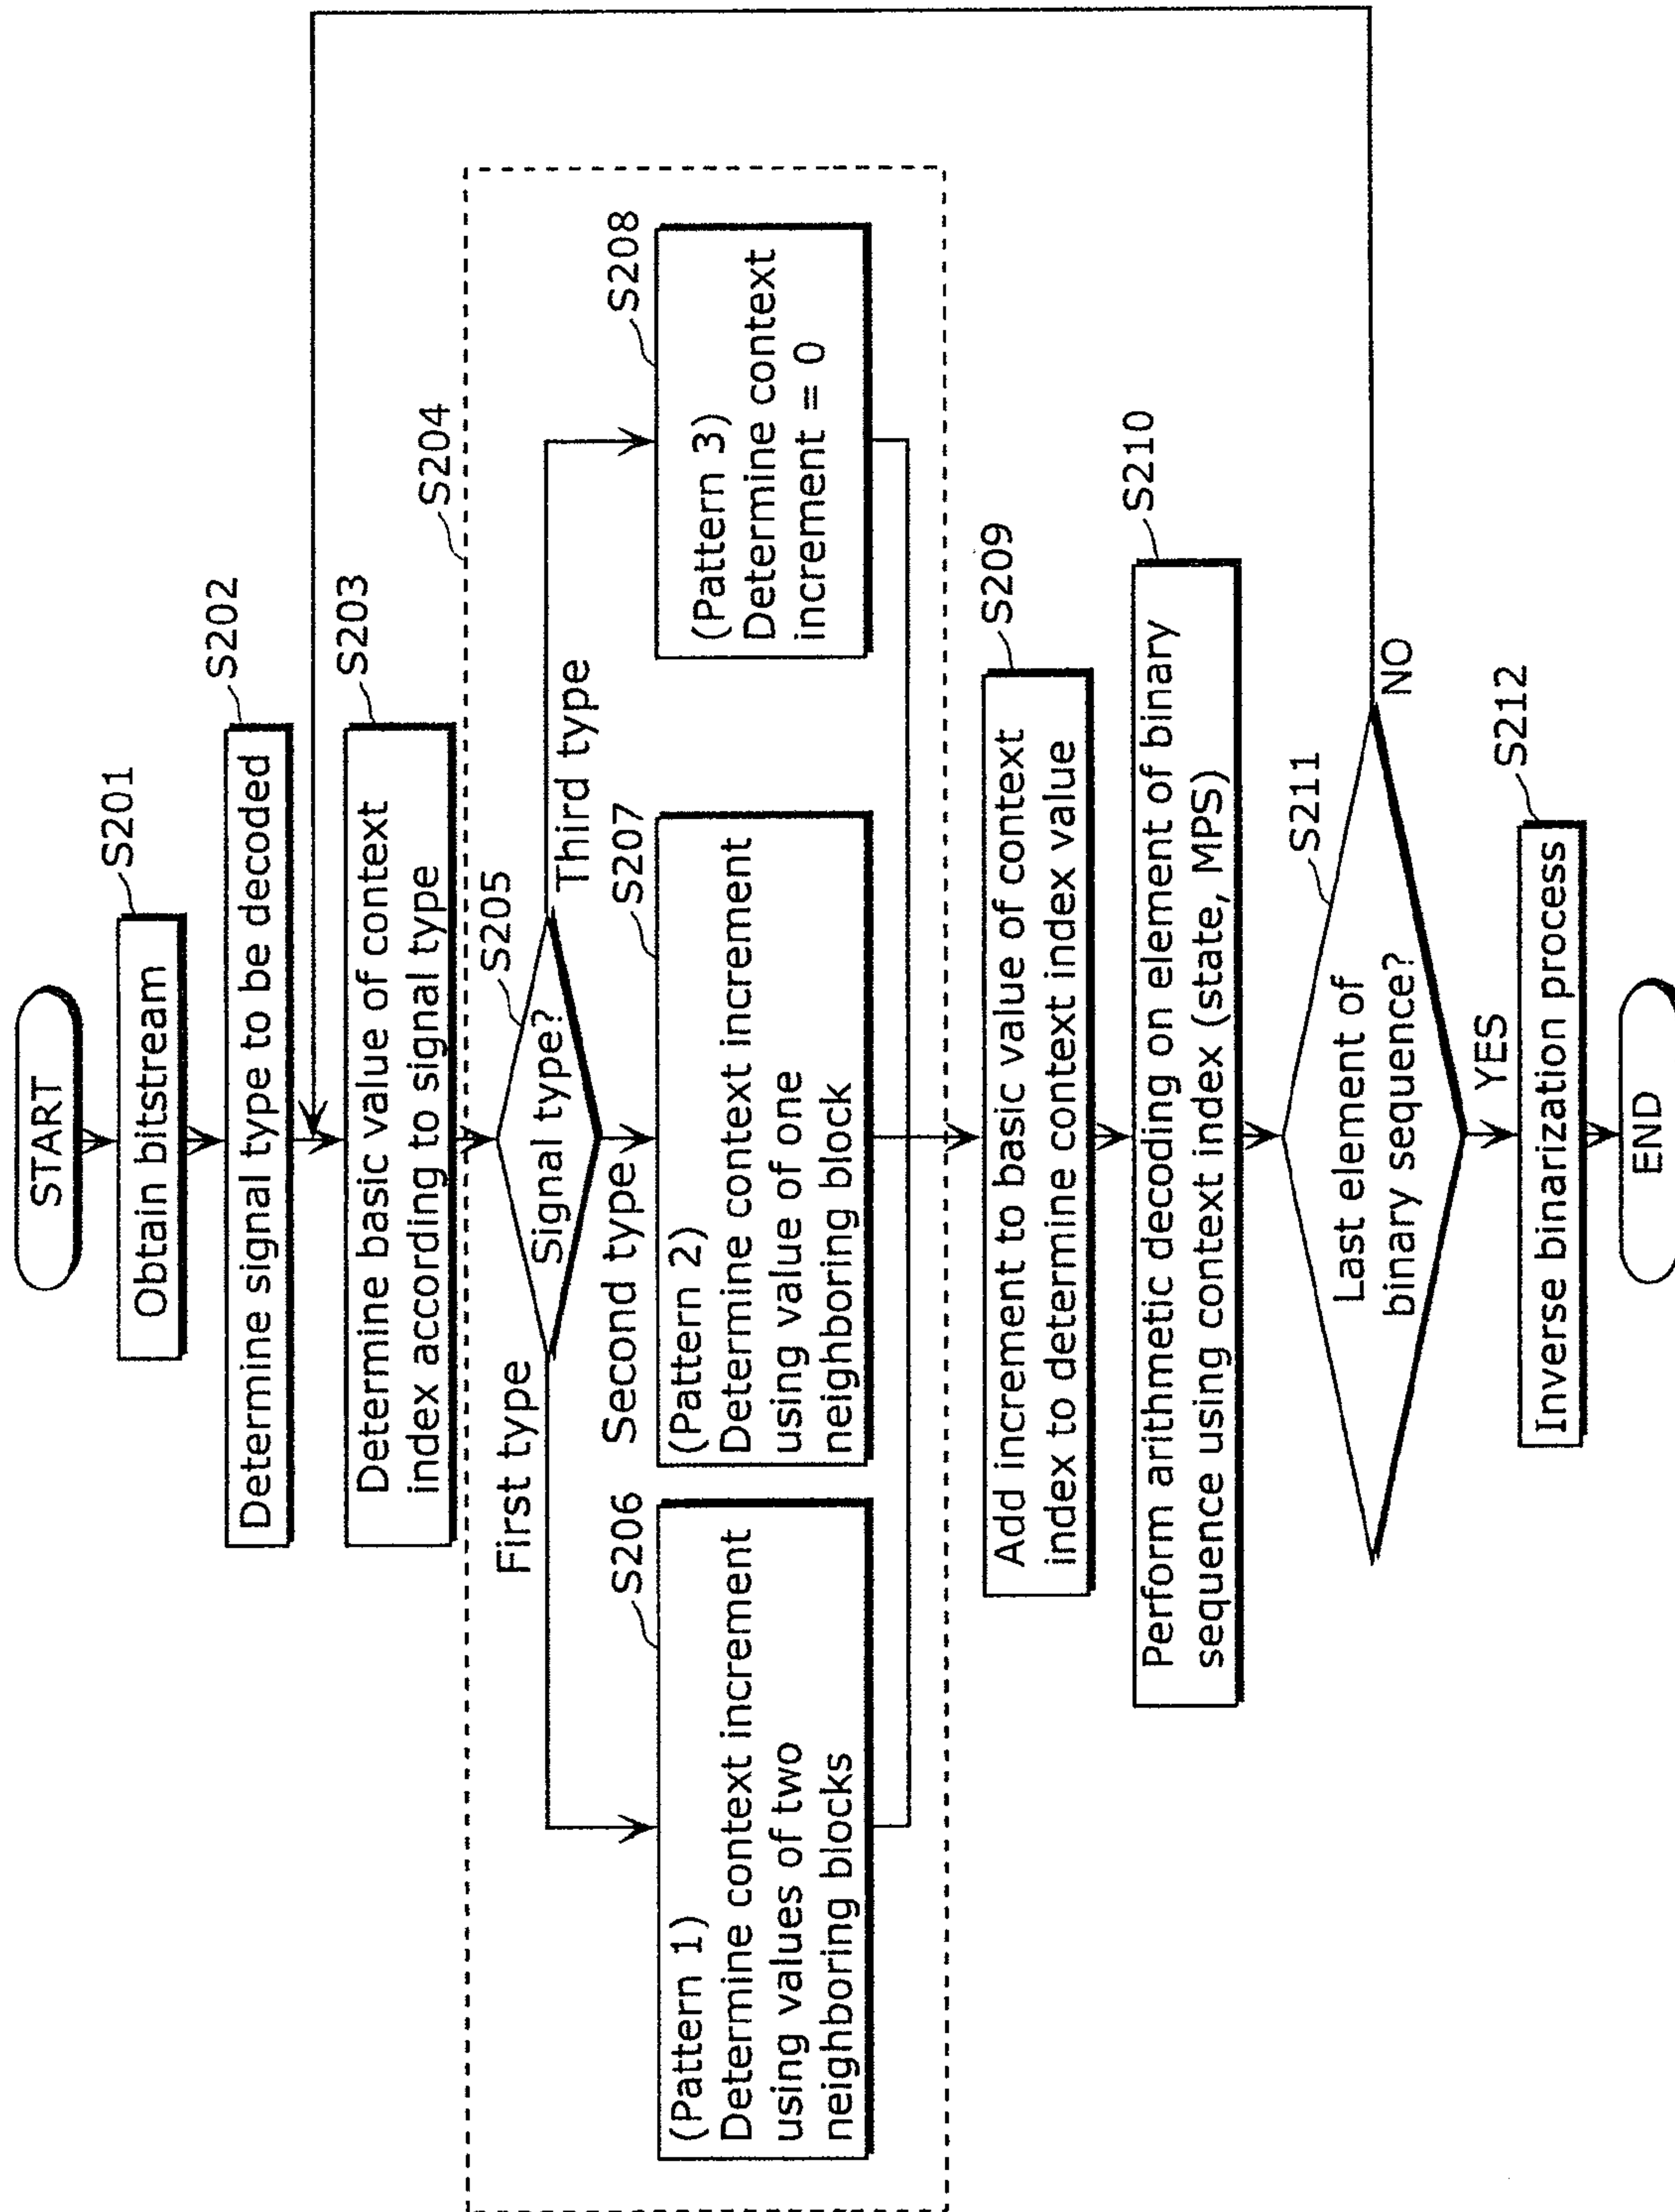 START
S201
Obtain bitstream
S202
Determine signal type to be decoded
S203
Determine basic value of context
index according to signal type
S204
S205
Signal type?
First type
Second type
Third type
S206
(Pattern 1)
Determine context increment
using values of two
neighboring blocks
S207
(Pattern 2)
Determine context increment
using value of one
neighboring block
S208
(Pattern 3)
Determine context
increment = 0
S209
Add increment to basic value of context
index to determine context index value
S210
Perform arithmetic decoding on element of binary
sequence using context index (state, MPS)
S211
Last element of
binary sequence?
NO
YES
S212
Inverse binarization process
END